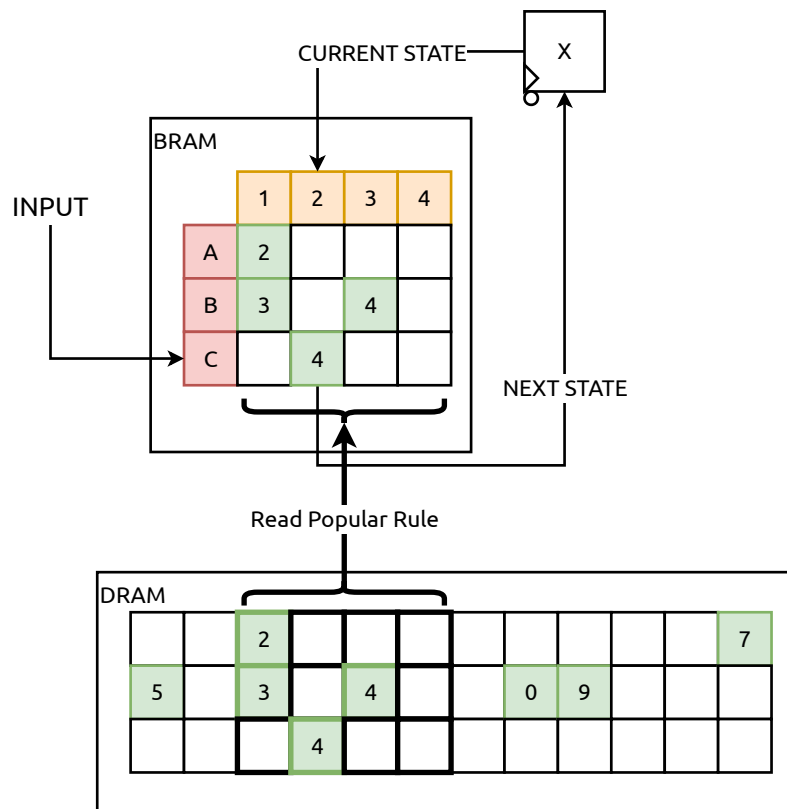 CURRENT STATE
X
BRAM
INPUT
1 2 3 4
A 2
B 3 4
C 4
NEXT STATE
Read Popular Rule
DRAM
2 7
5 3 4 0 9
4